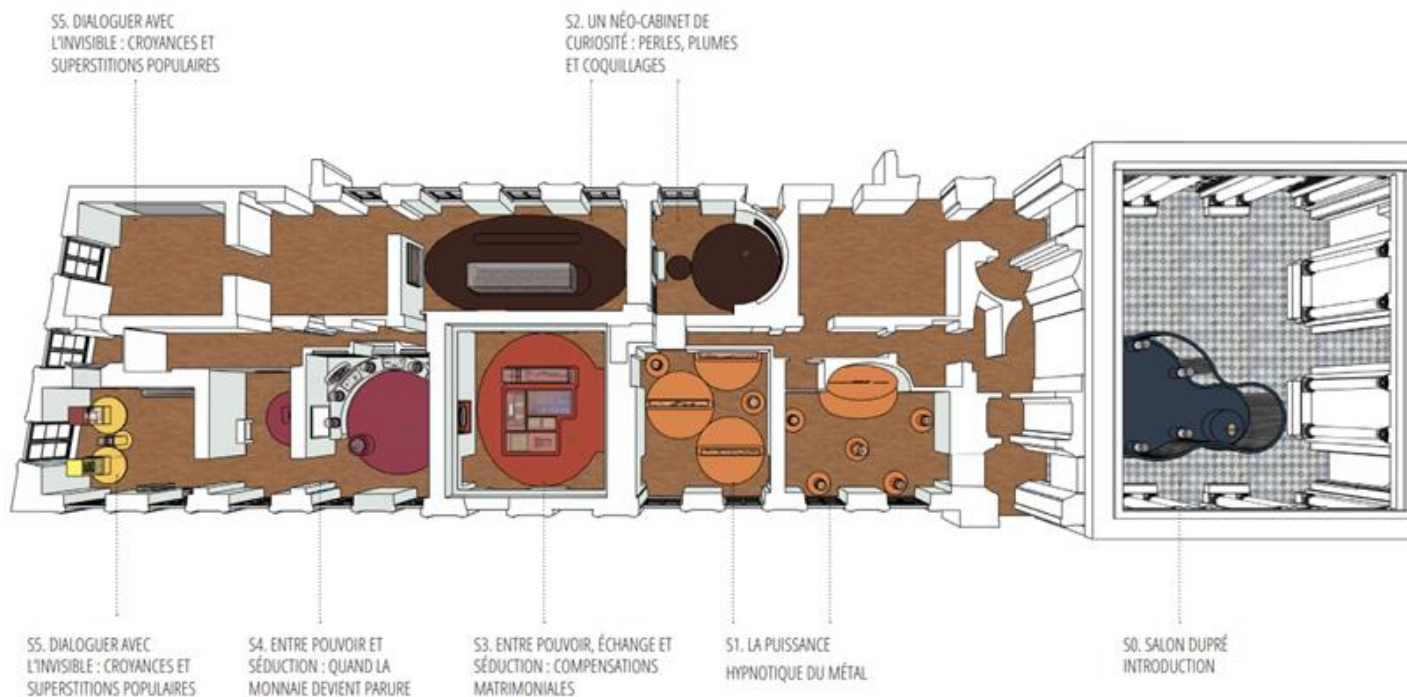 S5. DIALOGUER AVEC
L'INVISIBLE : CROYANCES ET
SUPERSTITIONS POPULAIRES
S2. UN NÉO-CABINET DE
CURIOSITÉ : PERLES, PLUMES
ET COQUILLAGES
S5. DIALOGUER AVEC
L'INVISIBLE : CROYANCES ET
SUPERSTITIONS POPULAIRES
S4. ENTRE POUVOIR ET
SÉDUCTION : QUAND LA
MONNAIE DEVIENT PARURE
S3. ENTRE POUVOIR, ÉCHANGE ET
SÉDUCTION : COMPENSATIONS
MATRIMONIALES
S1. LA PUISSANCE
HYPNOTIQUE DU MÉTAL
S0. SALON DUPRÉ
INTRODUCTION